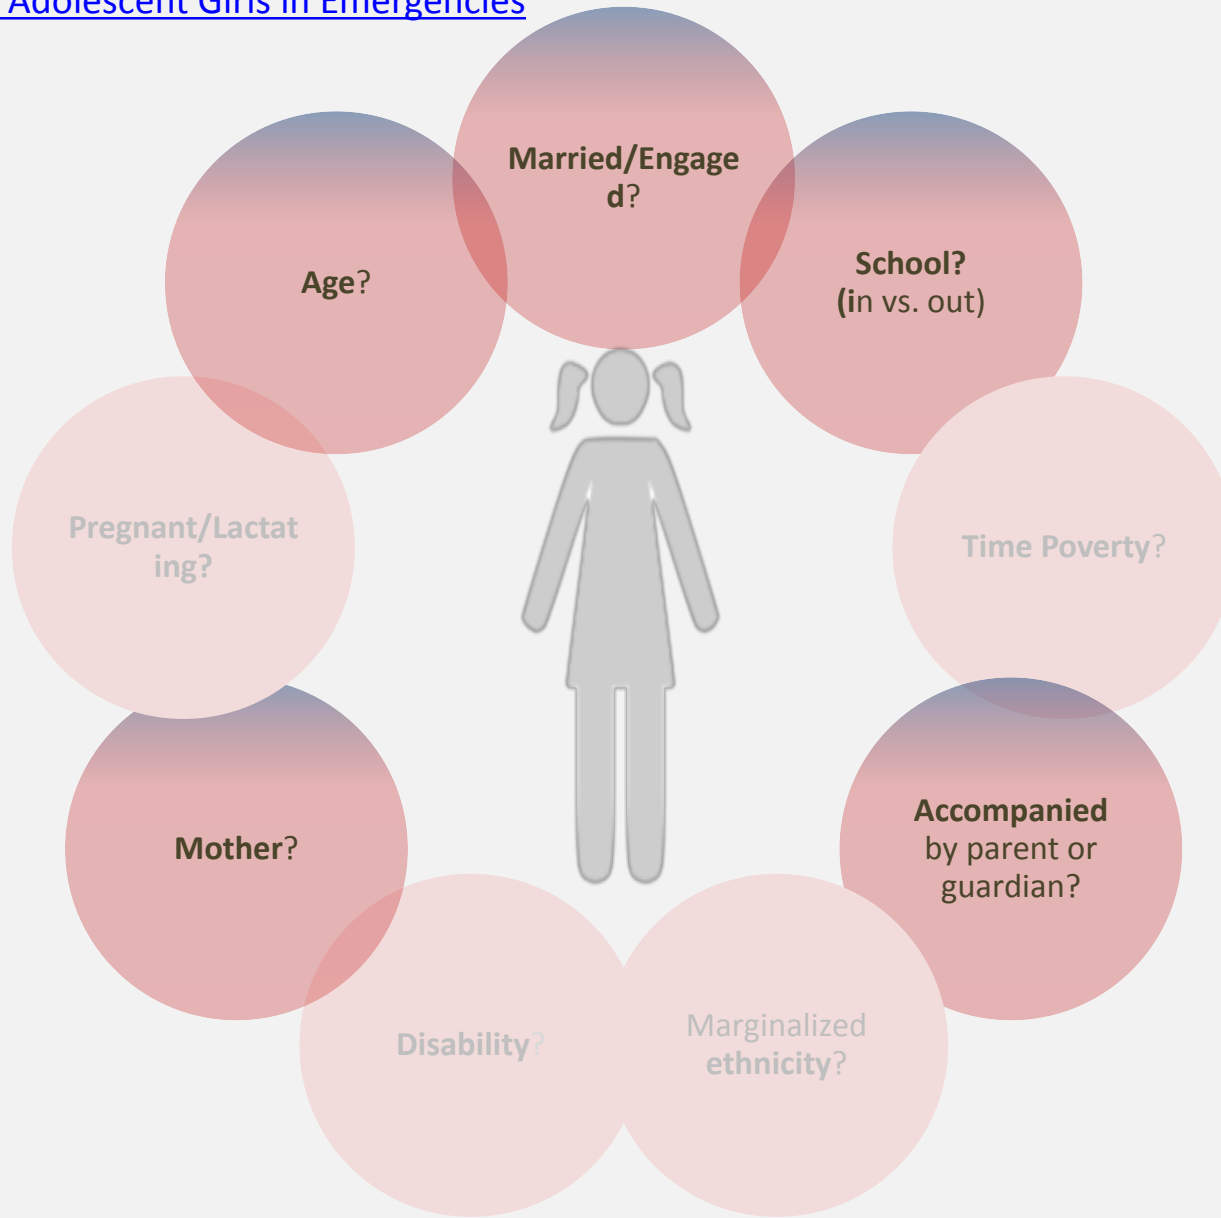 Adolescent Girls in Emergencies
Married/Engage
d?
Age?
School?
(in vs. out)
Pregnant/Lactat
ing?
Time Poverty?
Mother?
Accompanied
by parent or
guardian?
Disability?
Marginalized
ethnicity?